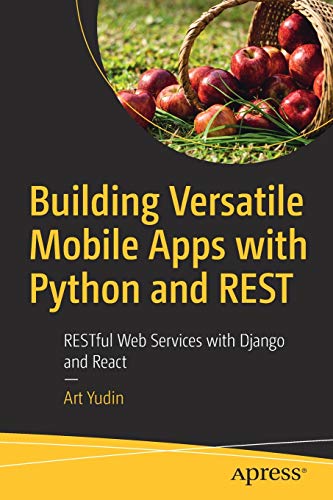 Building Versatile
Mobile Apps with
Python and REST
RESTful Web Services with Django
and React
—
Art Yudin
Apress®